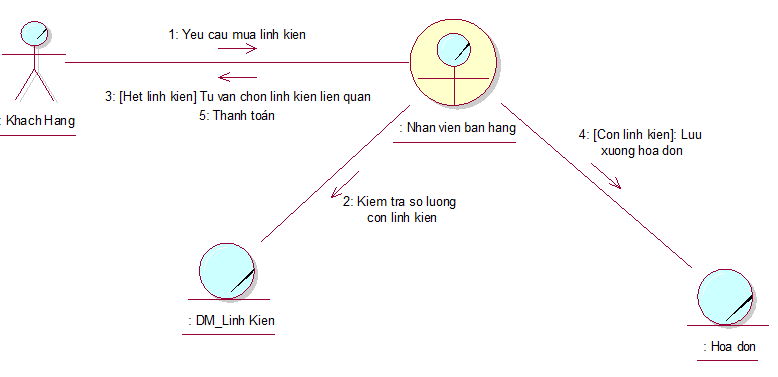 1: Yeu cau mua linh kien
3: [Het linh kien] Tu van chon linh kien lien quan
5: Thanh toán
: Khach Hang
: Nhan vien ban hang
4: [Con linh kien]: Luu
xuong hoa don
2: Kiem tra so luong
con linh kien
: DM_Linh Kien
: Hoa don